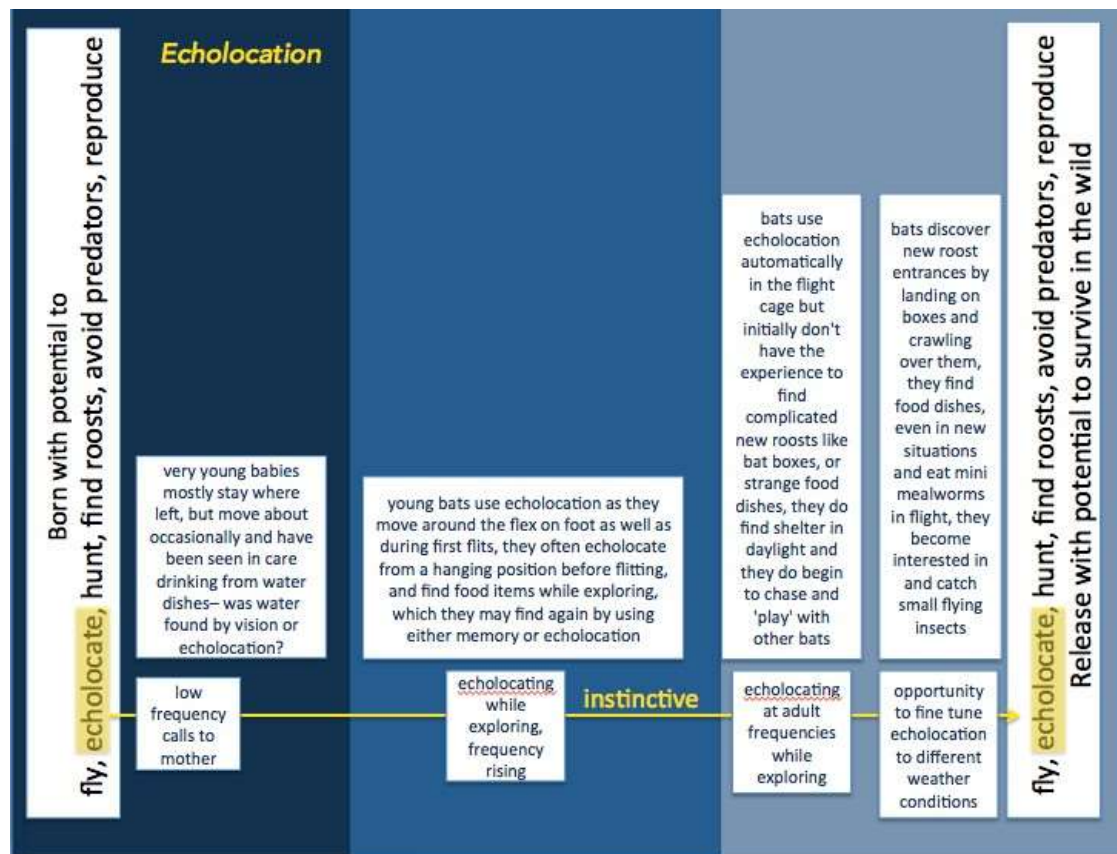 Echolocation
Born with potential to
fly, echolocate, hunt, find roosts, avoid predators, reproduce
very young babies
mostly stay where
left, but move about
occasionally and have
been seen in care
drinking from water
dishes– was water
found by vision or
echolocation?
low
frequency
calls to
mother
young bats use echolocation as they
move around the flex on foot as well as
during first flits, they often echolocate
from a hanging position before flitting,
and find food items while exploring,
which they may find again by using
either memory or echolocation
echolocating
while
exploring,
frequency
rising
instinctive
bats use
echolocation
automatically
in the flight
cage but
initially don't
have the
experience to
find
complicated
new roosts like
bat boxes, or
strange food
dishes, they do
find shelter in
daylight and
they do begin
to chase and
'play' with
other bats
echolocating
at adult
frequencies
while
exploring
bats discover
new roost
entrances by
landing on
boxes and
crawling
over them,
they find
food dishes,
even in new
situations
and eat mini
mealworms
in flight, they
become
interested in
and catch
small flying
insects
opportunity
to fine tune
echolocation
to different
weather
conditions
fly, echolocate, hunt, find roosts, avoid predators, reproduce
Release with potential to survive in the wild